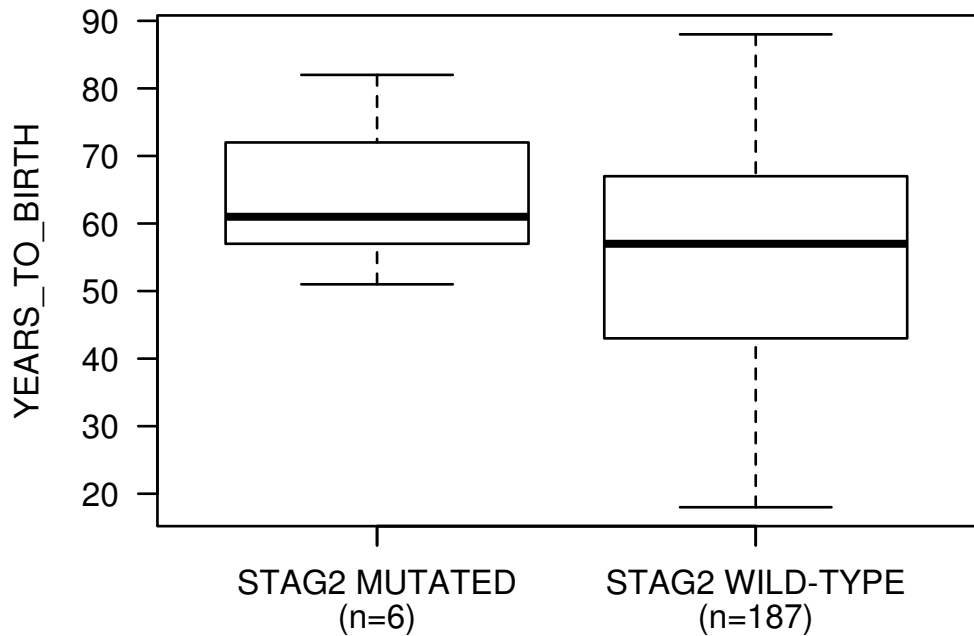 YEARS_TO_BIRTH
90
80
70
60
50
40
30
20
STAG2 MUTATED
(n=6)
STAG2 WILD-TYPE
(n=187)